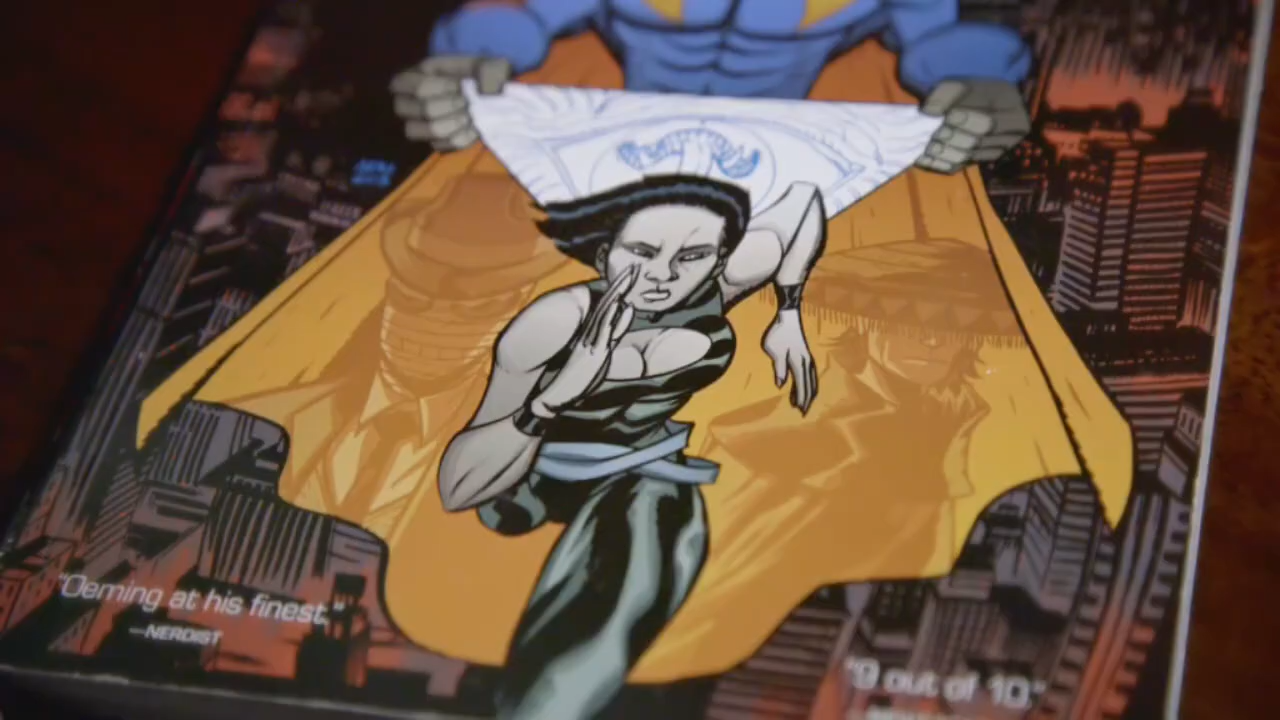 "Oeming at his finest."
—NERDIST
"9 out of 10."